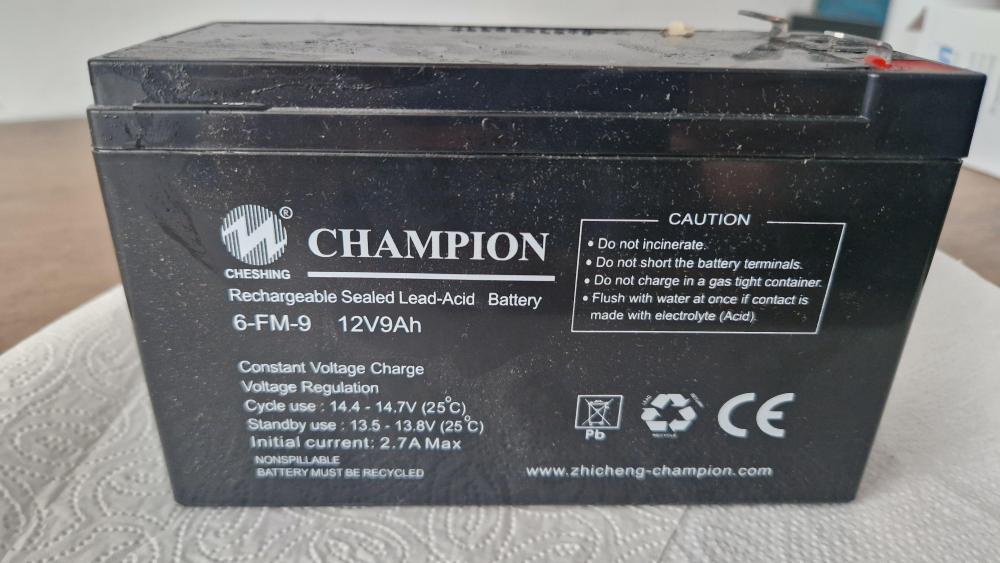 ®
CHESHING
CHAMPION
Rechargeable Sealed Lead-Acid Battery
6-FM-9 12V9Ah
Constant Voltage Charge
Voltage Regulation
Cycle use : 14.4 - 14.7V (25℃)
Standby use : 13.5 - 13.8V (25℃)
Initial current: 2.7A Max
NONSPILLABLE
BATTERY MUST BE RECYCLED
CAUTION
• Do not incinerate.
• Do not short the battery terminals.
• Do not charge in a gas tight container.
• Flush with water at once if contact is
made with electrolyte (Acid).
Pb
RECYCLE
CE
www.zhicheng-champion.com